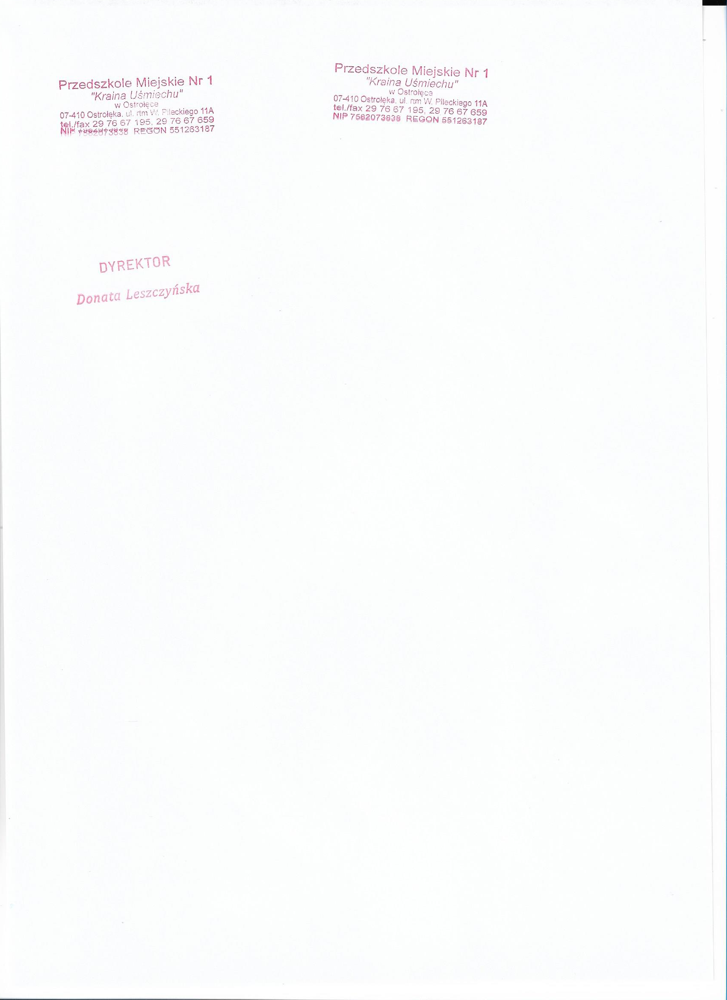 Przedszkole Miejskie Nr 1
"Kraina Uśmiechu"
w Ostrołęce
07-410 Ostrołęka, ul. rtm W. Pileckiego 11A
tel./fax 29 76 67 195, 29 76 67 659
NIP REGON 551263187
Przedszkole Miejskie Nr 1
"Kraina Uśmiechu"
w Ostrołęce
07-410 Ostrołęka, ul. rtm W. Pileckiego 11A
tel./fax 29 76 67 195, 29 76 67 659
NIP 7582073838 REGON 551263187
DYREKTOR
Donata Leszczyńska